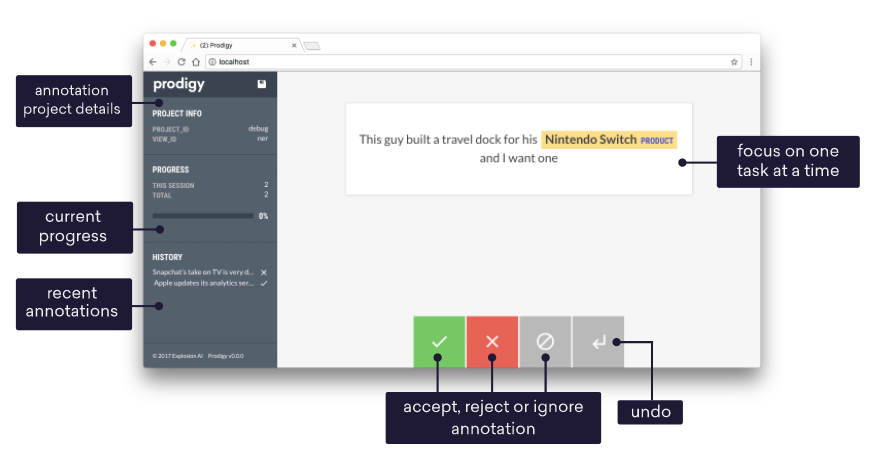 (2) Prodigy
localhost
prodigy
annotation
project details
PROJECT INFO
PROJECT_ID debug
VIEW_ID ner
PROGRESS
THIS SESSION 2
TOTAL 2
0%
current
progress
HISTORY
Snapchat's take on TV is very d...
Apple updates its analytics ser...
recent
annotations
© 2017 Explosion AI Prodigy v0.0.0
This guy built a travel dock for his Nintendo Switch PRODUCT
and I want one
focus on one
task at a time
accept, reject or ignore
annotation
undo